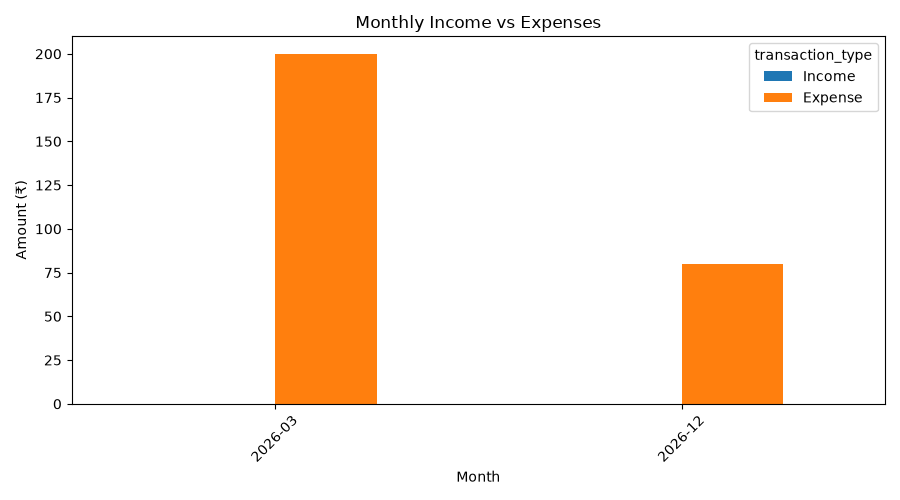 Monthly Income vs Expenses
transaction_type
Income
Expense
200
175
150
125
100
75
50
25
0
Amount (₹)
2026-03
2026-12
Month